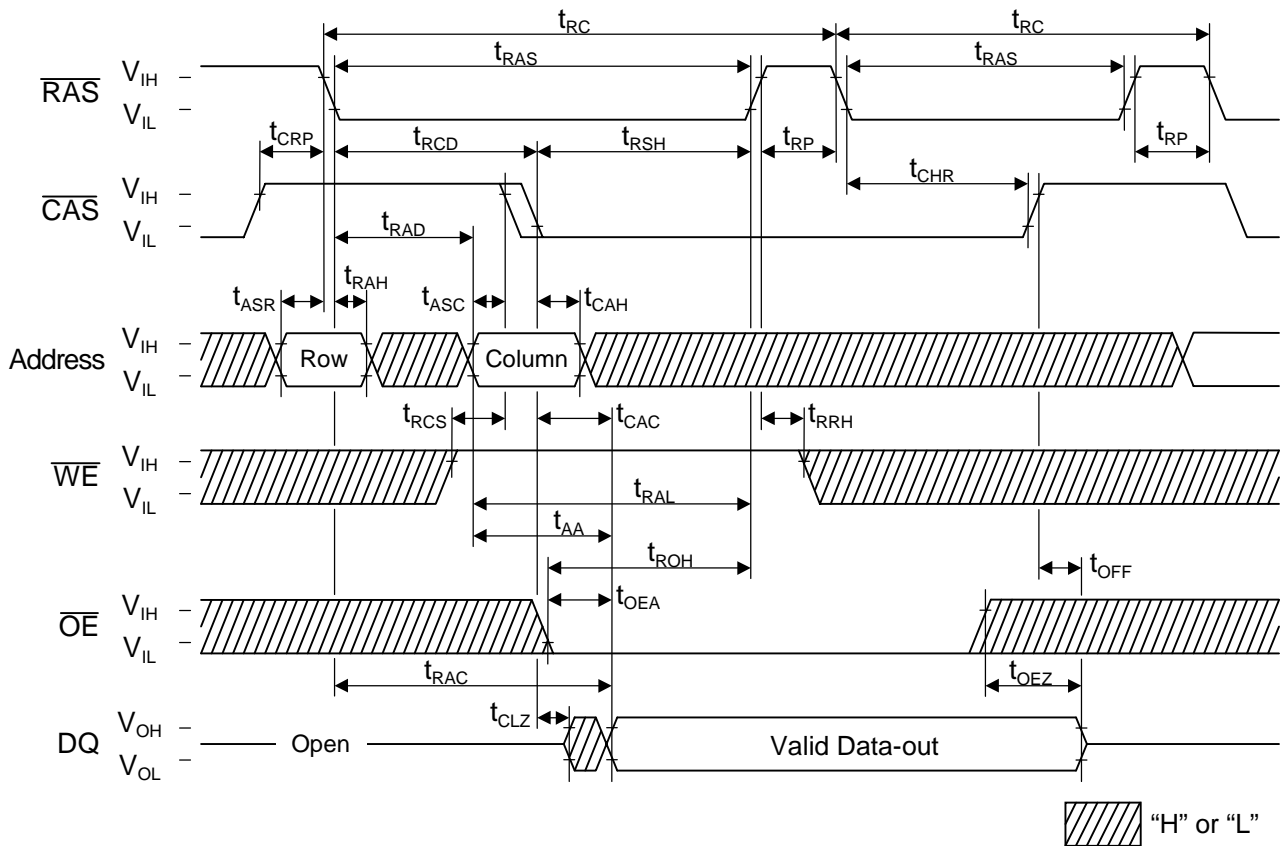 tRC tRC
tRAS tRAS
RAS VIH
VIL
tCRP tRCD tRSH tRP tRP
tCHR
CAS VIH
VIL
tRAD
tRAH
tASR tASC tCAH
Address VIH
VIL
Row Column
tRCS tCAC tRRH
WE VIH
VIL
tRAL
tAA
tROH
tOFF
tOEA
OE VIH
VIL
tRAC tOEZ
tCLZ
DQ VOH
VOL
Open Valid Data-out
“H” or “L”